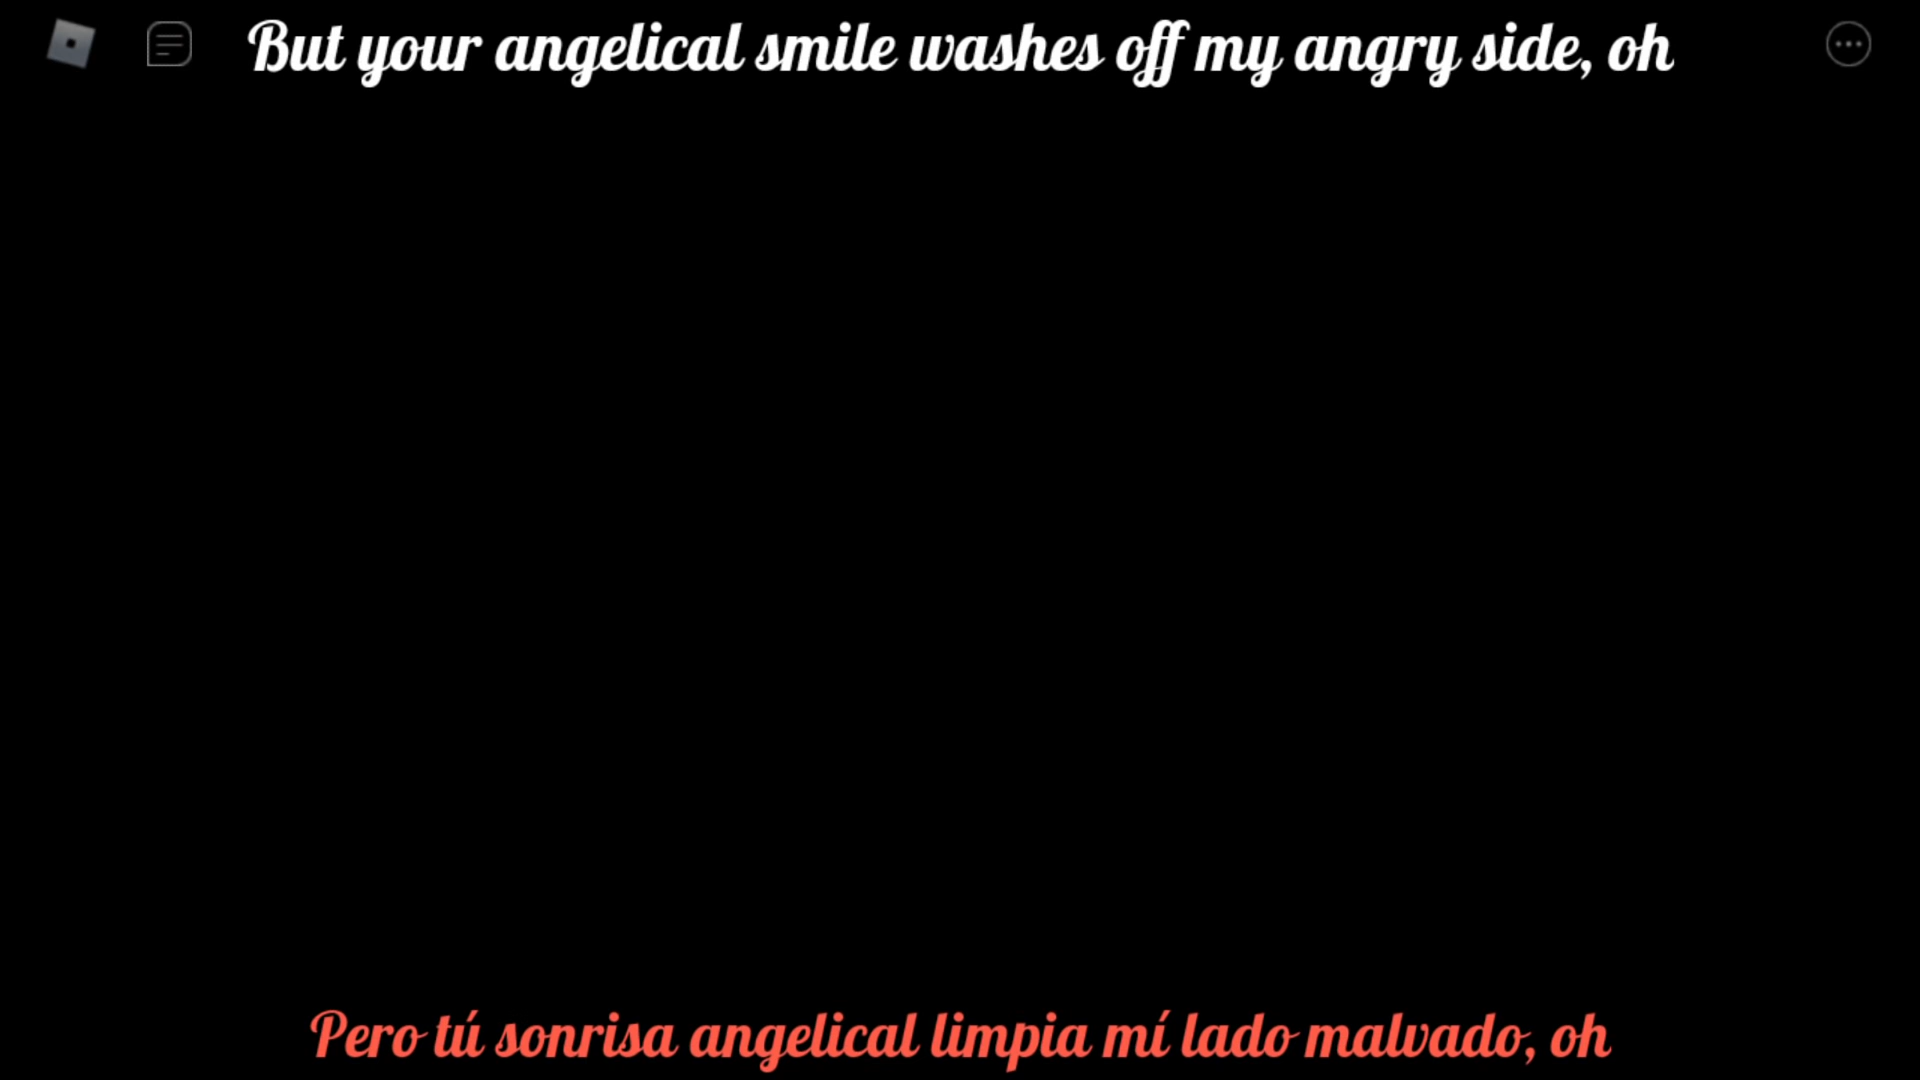 But your angelical smile washes off my angry side, oh
Pero tú sonrisa angelical limpia mí lado malvado, oh